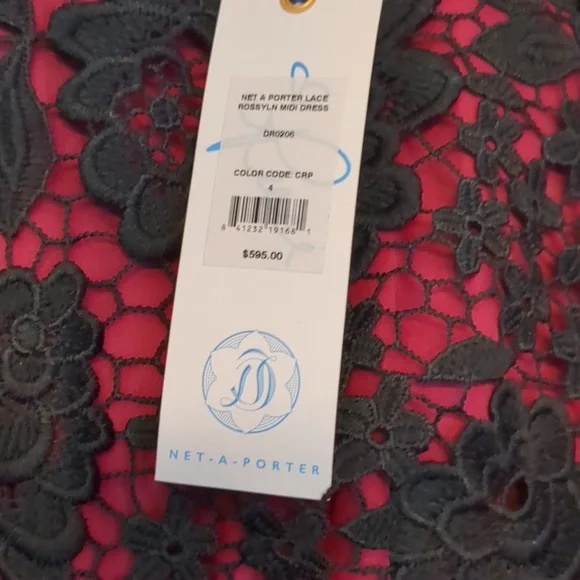 NET A PORTER LACE
ROSSYLN MIDI DRESS
DR0206
COLOR CODE: CRP
4
8 41232 19168 1
$595.00
D
NET-A-PORTER